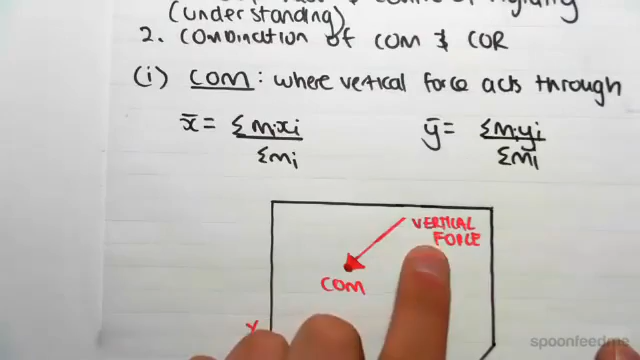 (understanding)
2. COMBINATION OF COM & COR
(i) COM: where vertical force acts through
x̄ = Σmixi / Σmi ȳ = Σmiyi / Σmi
VERTICAL
FORCE
COM
Y
spoonfeedme